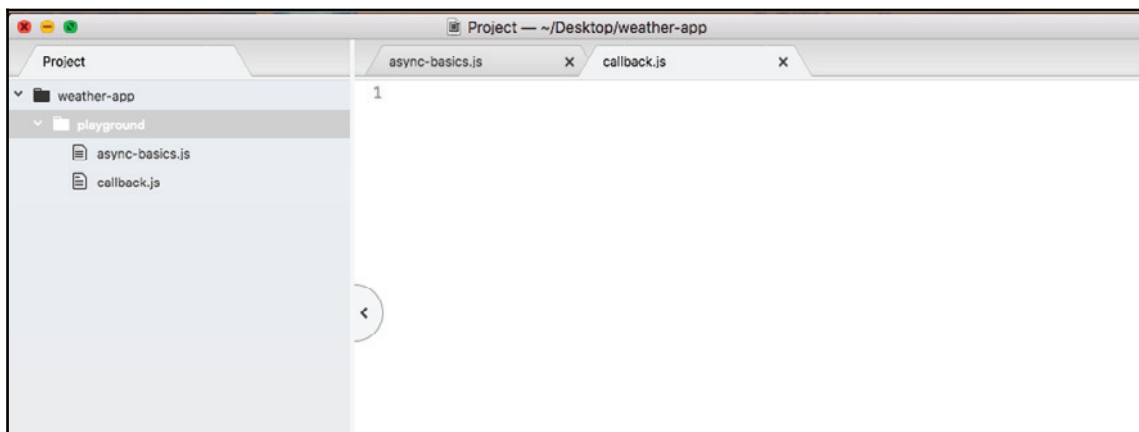 Project — ~/Desktop/weather-app
Project
async-basics.js
callback.js
weather-app
1
playground
async-basics.js
callback.js